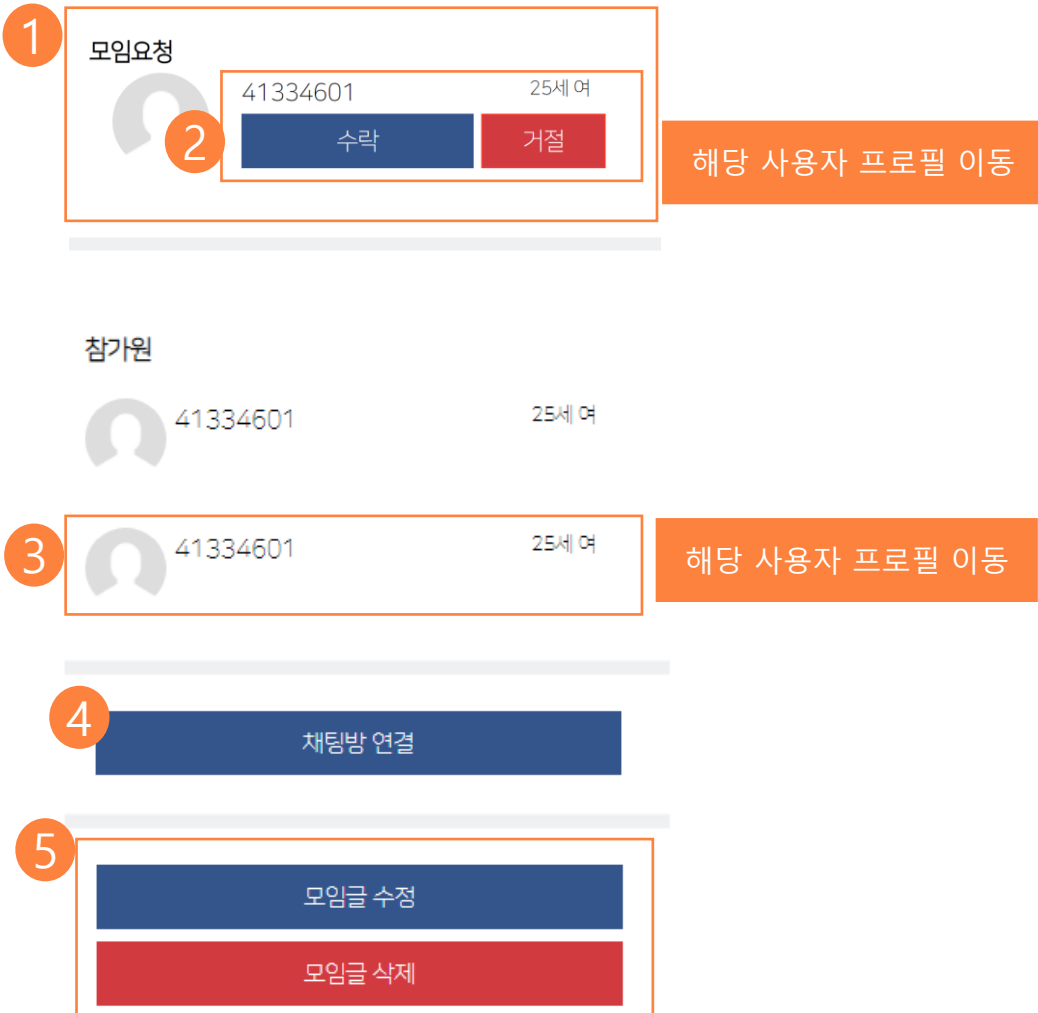 1
모임요청
41334601 25세 여
2
수락 거절
해당 사용자 프로필 이동
참가원
41334601 25세 여
3
41334601 25세 여
해당 사용자 프로필 이동
4
채팅방 연결
5
모임글 수정
모임글 삭제